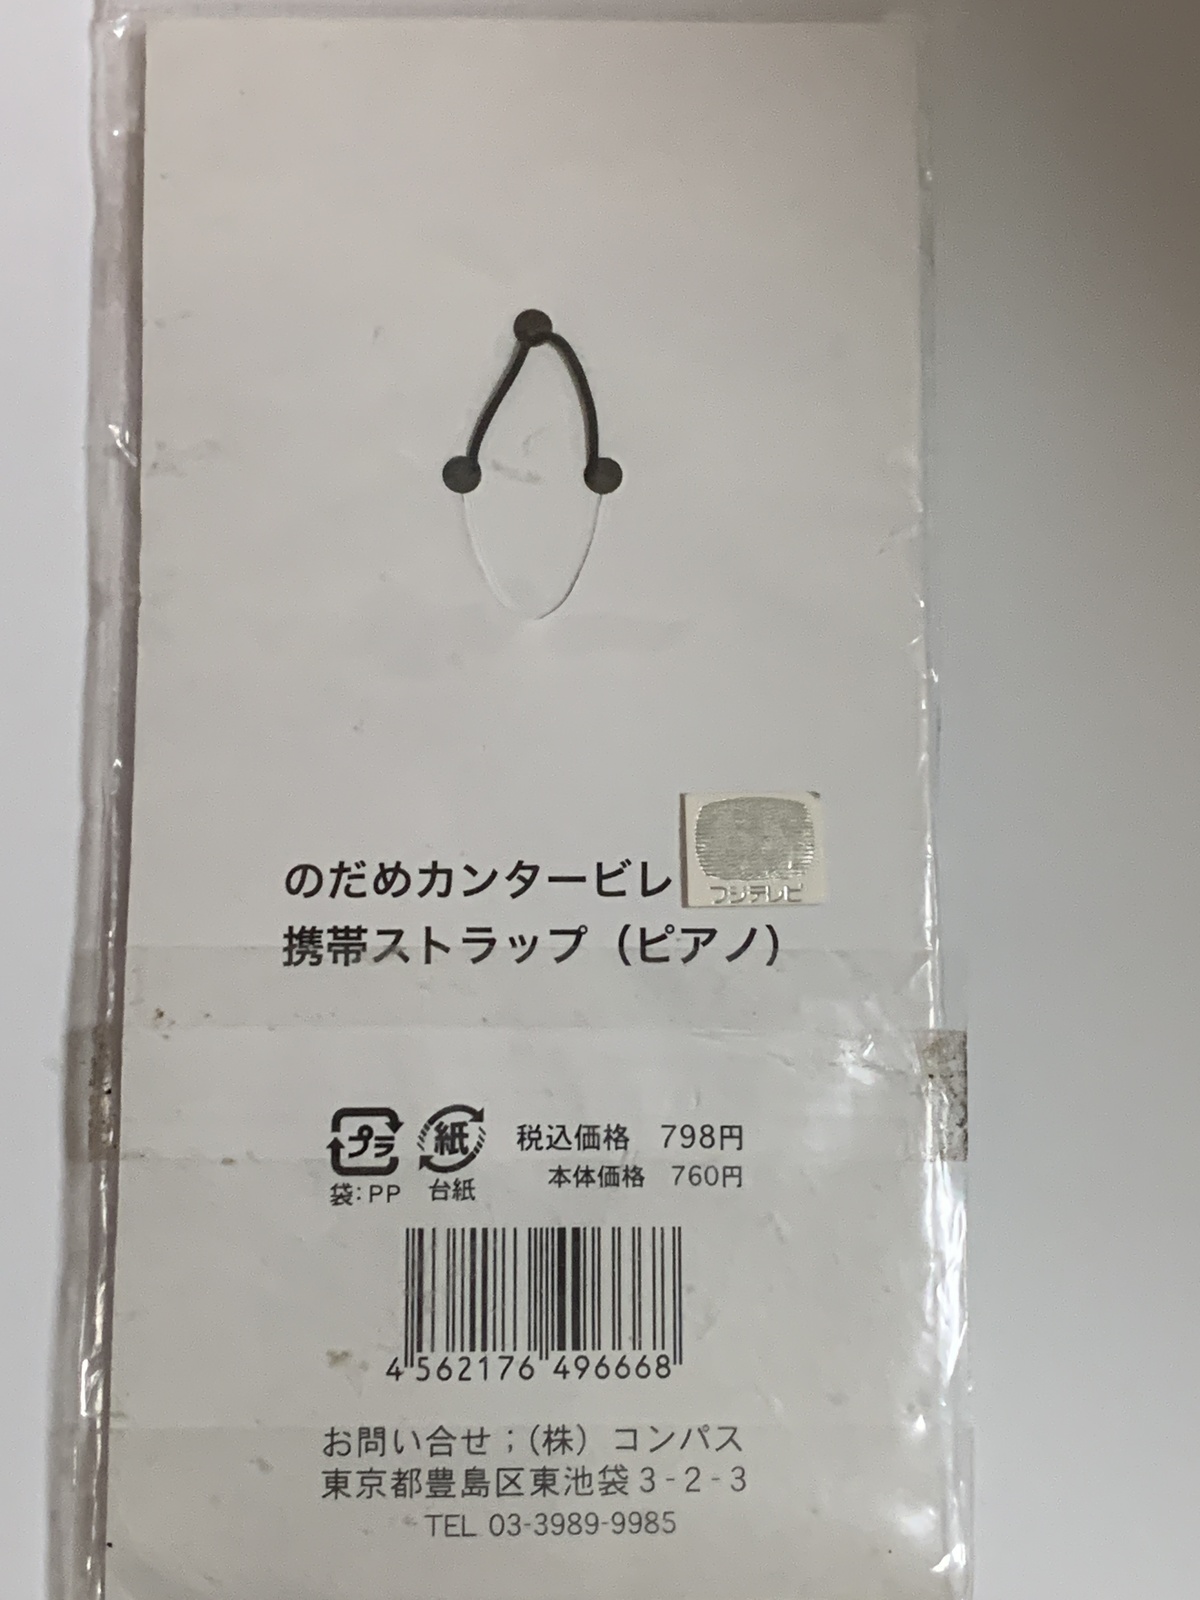 フジテレビ
のだめカンタービレ
携帯ストラップ（ピアノ）
プラ
紙
税込価格　798円
袋:PP
台紙
本体価格　760円
4 562176 496668
お問い合せ；（株）コンパス
東京都豊島区東池袋３-２-３
TEL 03-3989-9985